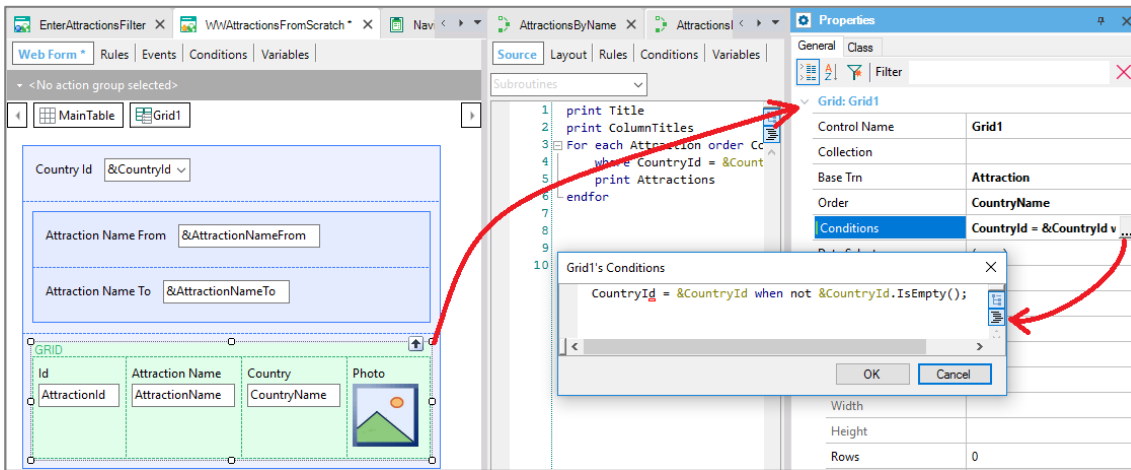 EnterAttractionsFilter
WWAttractionsFromScratch *
Navi
AttractionsByName
Properties
Web Form *
Rules
Events
Conditions
Variables
Source
Layout
Rules
Conditions
Variables
General
Class
<No action group selected>
Subroutines
Filter
MainTable
Grid1
Grid: Grid1
Control Name Grid1
Collection
Base Trn Attraction
Order CountryName
Conditions CountryId = &CountryId ...
1 print Title
2 print ColumnTitles
3 For each Attraction order
4 where CountryId = &Count
5 print Attractions
6 endfor
7
8
9
10
Country Id &CountryId
Attraction Name From &AttractionNameFrom
Attraction Name To &AttractionNameTo
Grid1's Conditions
CountryId = &CountryId when not &CountryId.IsEmpty();
OK
Cancel
GRID
Id
Attraction Name
Country
Photo
AttractionId
AttractionName
CountryName
Width
Height
Rows 0